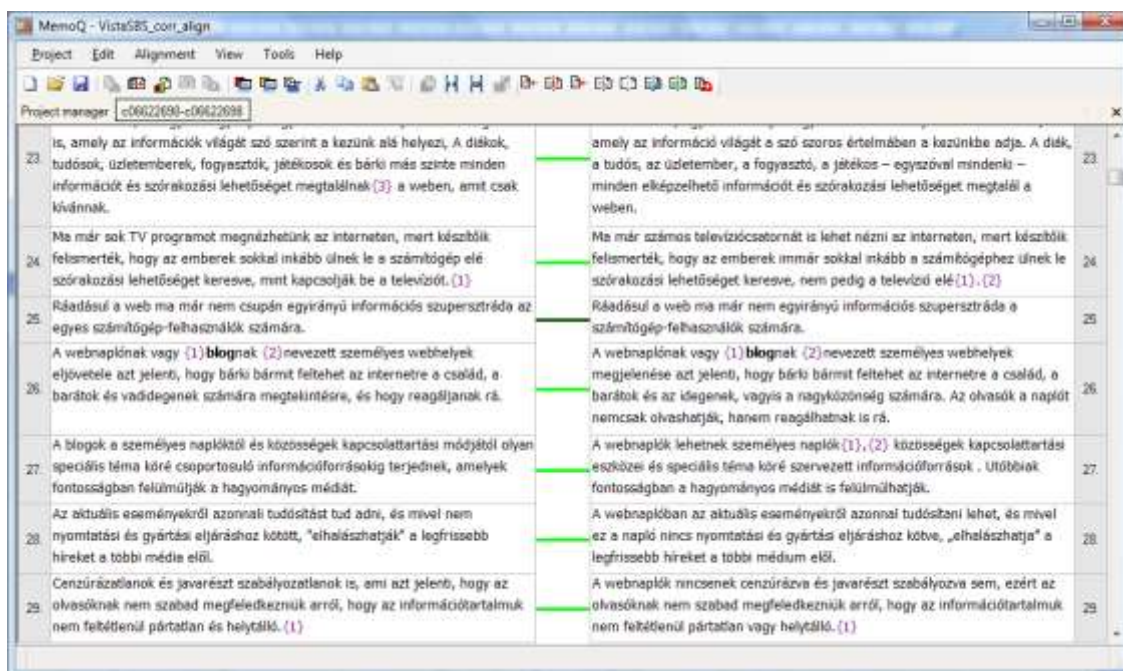 MemoQ - VistaSBS_corr_align
Project Edit Alignment View Tools Help
Project manager c06622698-c06622698
23. is, amely az információk világát szó szerint a kezünk alá helyezi, A diákok,
tudósok, üzletemberek, fogyasztók, játékosok és bárki más szinte minden
információt és szórakozási lehetőséget megtalálnak{3} a weben, amit csak
kívánnak.
amely az információ világát a szó szoros értelmében a kezünkbe adja. A diák,
a tudós, az üzletember, a fogyasztó, a játékos – egyszóval mindenki –
minden elképzelhető információt és szórakozási lehetőséget megtalál a
weben.
23.
24. Ma már sok TV programot megnézhetünk az interneten, mert készítőik
felismerték, hogy az emberek sokkal inkább ülnek le a számítógép elé
szórakozási lehetőséget keresve, mint kapcsolják be a televíziót.{1}
Ma már számos televíziócsatornát is lehet nézni az interneten, mert készítőik
felismerték, hogy az emberek immár sokkal inkább a számítógéphez ülnek le
szórakozási lehetőséget keresve, nem pedig a televízió elé{1}.{2}
24.
25. Ráadásul a web ma már nem csupán egyirányú információs szupersztráda az
egyes számítógép-felhasználók számára.
Ráadásul a web ma már nem egyirányú információs szupersztráda a
számítógép-felhasználók számára.
25.
26. A webnaplónak vagy {1}blognak {2}nevezett személyes webhelyek
eljövetele azt jelenti, hogy bárki bármit feltehet az internetre a család, a
barátok és vadidegenek számára megtekintésre, és hogy reagáljanak rá.
A webnaplónak vagy {1}blognak {2}nevezett személyes webhelyek
megjelenése azt jelenti, hogy bárki bármit feltehet az internetre a család, a
barátok és az idegenek, vagyis a nagyközönség számára. Az olvasók a naplót
nemcsak olvashatják, hanem reagálhatnak is rá.
26.
27. A blogok a személyes naplóktól és közösségek kapcsolattartási módjától olyan
speciális téma köré csoportosuló információforrásokig terjednek, amelyek
fontosságban felülmúlják a hagyományos médiát.
A webnaplók lehetnek személyes naplók{1},{2} közösségek kapcsolattartási
eszközei és speciális téma köré szervezett információforrások . Utóbbiak
fontosságban a hagyományos médiát is felülmúlhatják.
27.
28. Az aktuális eseményekről azonnali tudósítást tud adni, és mivel nem
nyomtatási és gyártási eljáráshoz kötött, "elhalászhatják" a legfrissebb
híreket a többi média elől.
A webnaplóban az aktuális eseményekről azonnal tudósítani lehet, és mivel
ez a napló nincs nyomtatási és gyártási eljáráshoz kötve, „elhalászhatja" a
legfrissebb híreket a többi médium elől.
28.
29. Cenzúrázatlanok és javarészt szabályozatlanok is, ami azt jelenti, hogy az
olvasóknak nem szabad megfeledkezniük arról, hogy az információtartalmuk
nem feltétlenül pártatlan és helytálló.{1}
A webnaplók nincsenek cenzúrázva és javarészt szabályozva sem, ezért az
olvasóknak nem szabad megfeledkezniük arról, hogy az információtartalmuk
nem feltétlenül pártatlan vagy helytálló.{1}
29.